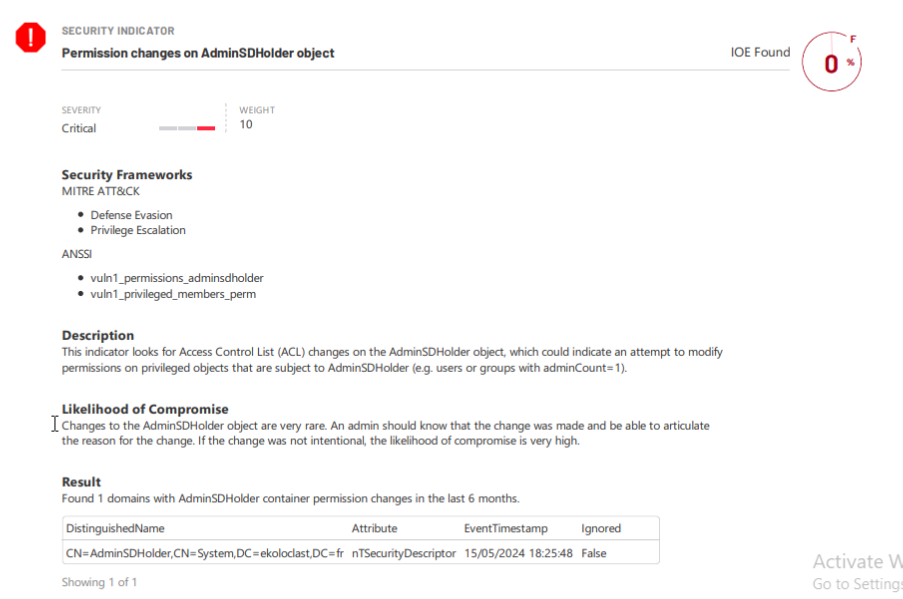 SECURITY INDICATOR
Permission changes on AdminSDHolder object
IOE Found
0 %
F
SEVERITY
Critical
WEIGHT
10
Security Frameworks
MITRE ATT&CK
• Defense Evasion
• Privilege Escalation
ANSSI
• vuln1_permissions_adminsdholder
• vuln1_privileged_members_perm
Description
This indicator looks for Access Control List (ACL) changes on the AdminSDHolder object, which could indicate an attempt to modify
permissions on privileged objects that are subject to AdminSDHolder (e.g. users or groups with adminCount=1).
Likelihood of Compromise
Changes to the AdminSDHolder object are very rare. An admin should know that the change was made and be able to articulate
the reason for the change. If the change was not intentional, the likelihood of compromise is very high.
Result
Found 1 domains with AdminSDHolder container permission changes in the last 6 months.
DistinguishedName Attribute EventTimestamp Ignored
CN=AdminSDHolder,CN=System,DC=ekoloclast,DC=fr nTSecurityDescriptor 15/05/2024 18:25:48 False
Showing 1 of 1
Activate W
Go to Settings